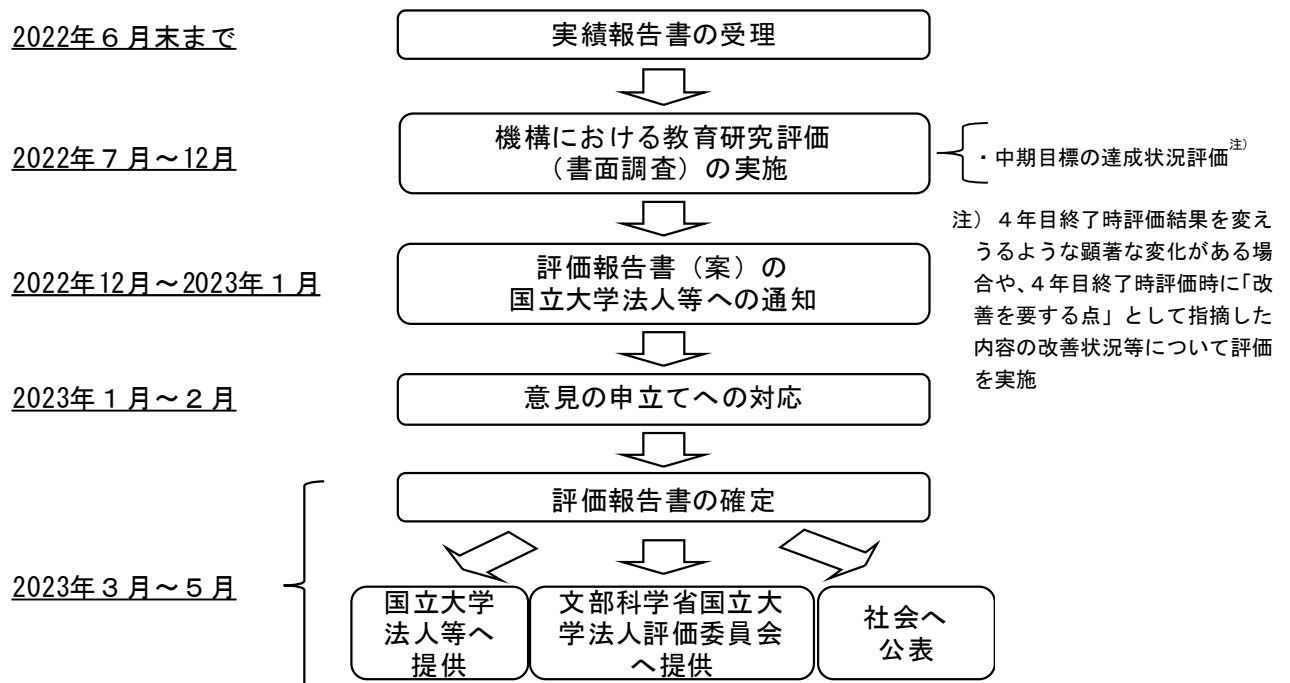 2022年６月末まで
実績報告書の受理
2022年７月～12月
機構における教育研究評価
（書面調査）の実施
・中期目標の達成状況評価注）
注）４年目終了時評価結果を変え
うるような顕著な変化がある場
合や、４年目終了時評価時に「改
善を要する点」として指摘した
内容の改善状況等について評価
を実施
2022年12月～2023年１月
評価報告書（案）の
国立大学法人等への通知
2023年１月～２月
意見の申立てへの対応
評価報告書の確定
2023年３月～５月
国立大学
法人等へ
提供
文部科学省国立大
学法人評価委員会
へ提供
社会へ
公表